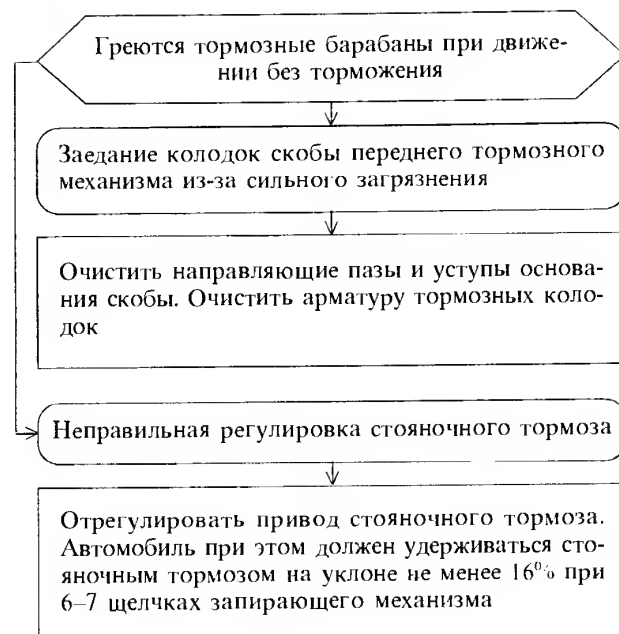 Греются тормозные барабаны при движе-
нии без торможения
Заедание колодок скобы переднего тормозного
механизма из-за сильного загрязнения
Очистить направляющие пазы и уступы основа-
ния скобы. Очистить арматуру тормозных коло-
док
Неправильная регулировка стояночного тормоза
Отрегулировать привод стояночного тормоза.
Автомобиль при этом должен удерживаться сто-
яночным тормозом на уклоне не менее 16% при
6–7 щелчках запирающего механизма